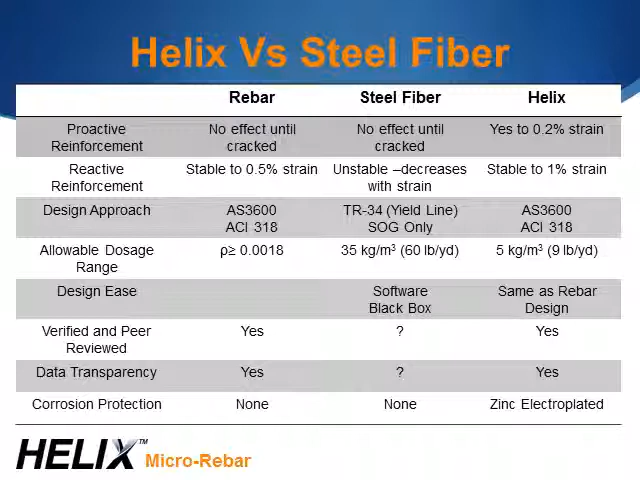 Helix Vs Steel Fiber
Rebar Steel Fiber Helix
Proactive Reinforcement No effect until cracked No effect until cracked Yes to 0.2% strain
Reactive Reinforcement Stable to 0.5% strain Unstable –decreases with strain Stable to 1% strain
Design Approach AS3600 ACI 318 TR-34 (Yield Line) SOG Only AS3600 ACI 318
Allowable Dosage Range ρ≥ 0.0018 35 kg/m³ (60 lb/yd) 5 kg/m³ (9 lb/yd)
Design Ease Software Black Box Same as Rebar Design
Verified and Peer Reviewed Yes ? Yes
Data Transparency Yes ? Yes
Corrosion Protection None None Zinc Electroplated
HELIX™ Micro-Rebar